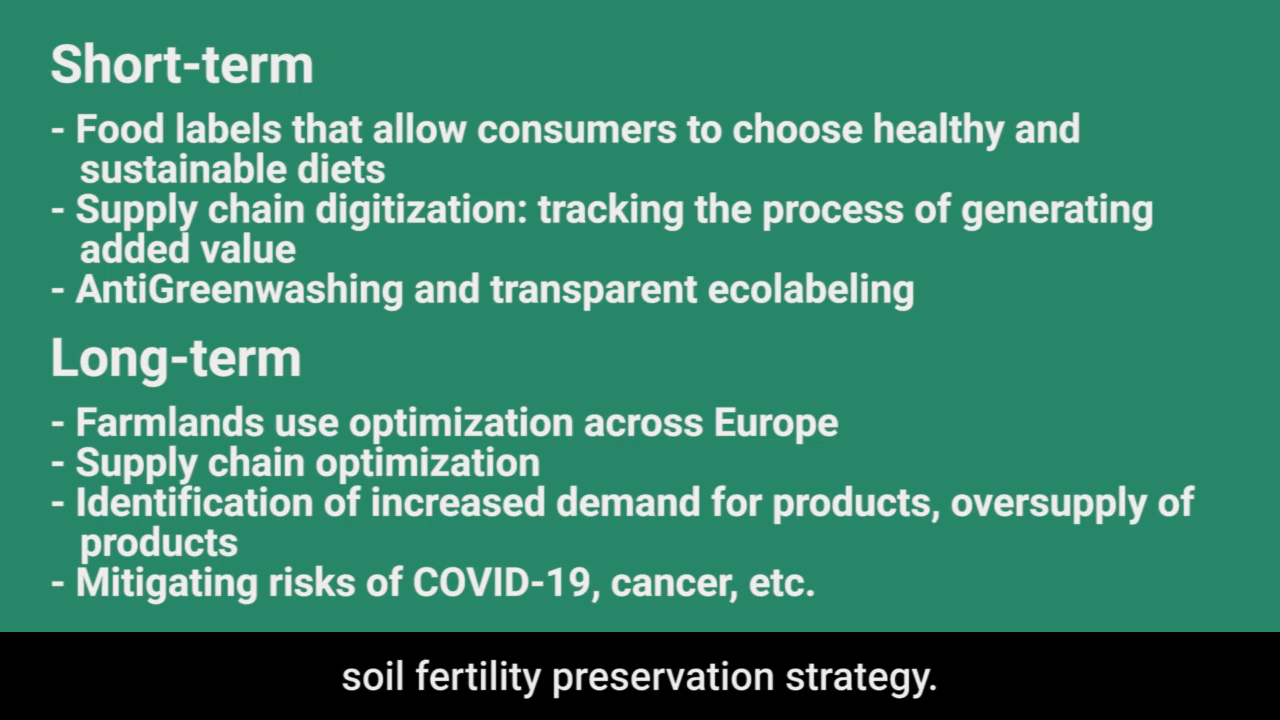 Short-term
- Food labels that allow consumers to choose healthy and
sustainable diets
- Supply chain digitization: tracking the process of generating
added value
- AntiGreenwashing and transparent ecolabeling
Long-term
- Farmlands use optimization across Europe
- Supply chain optimization
- Identification of increased demand for products, oversupply of
products
- Mitigating risks of COVID-19, cancer, etc.
soil fertility preservation strategy.